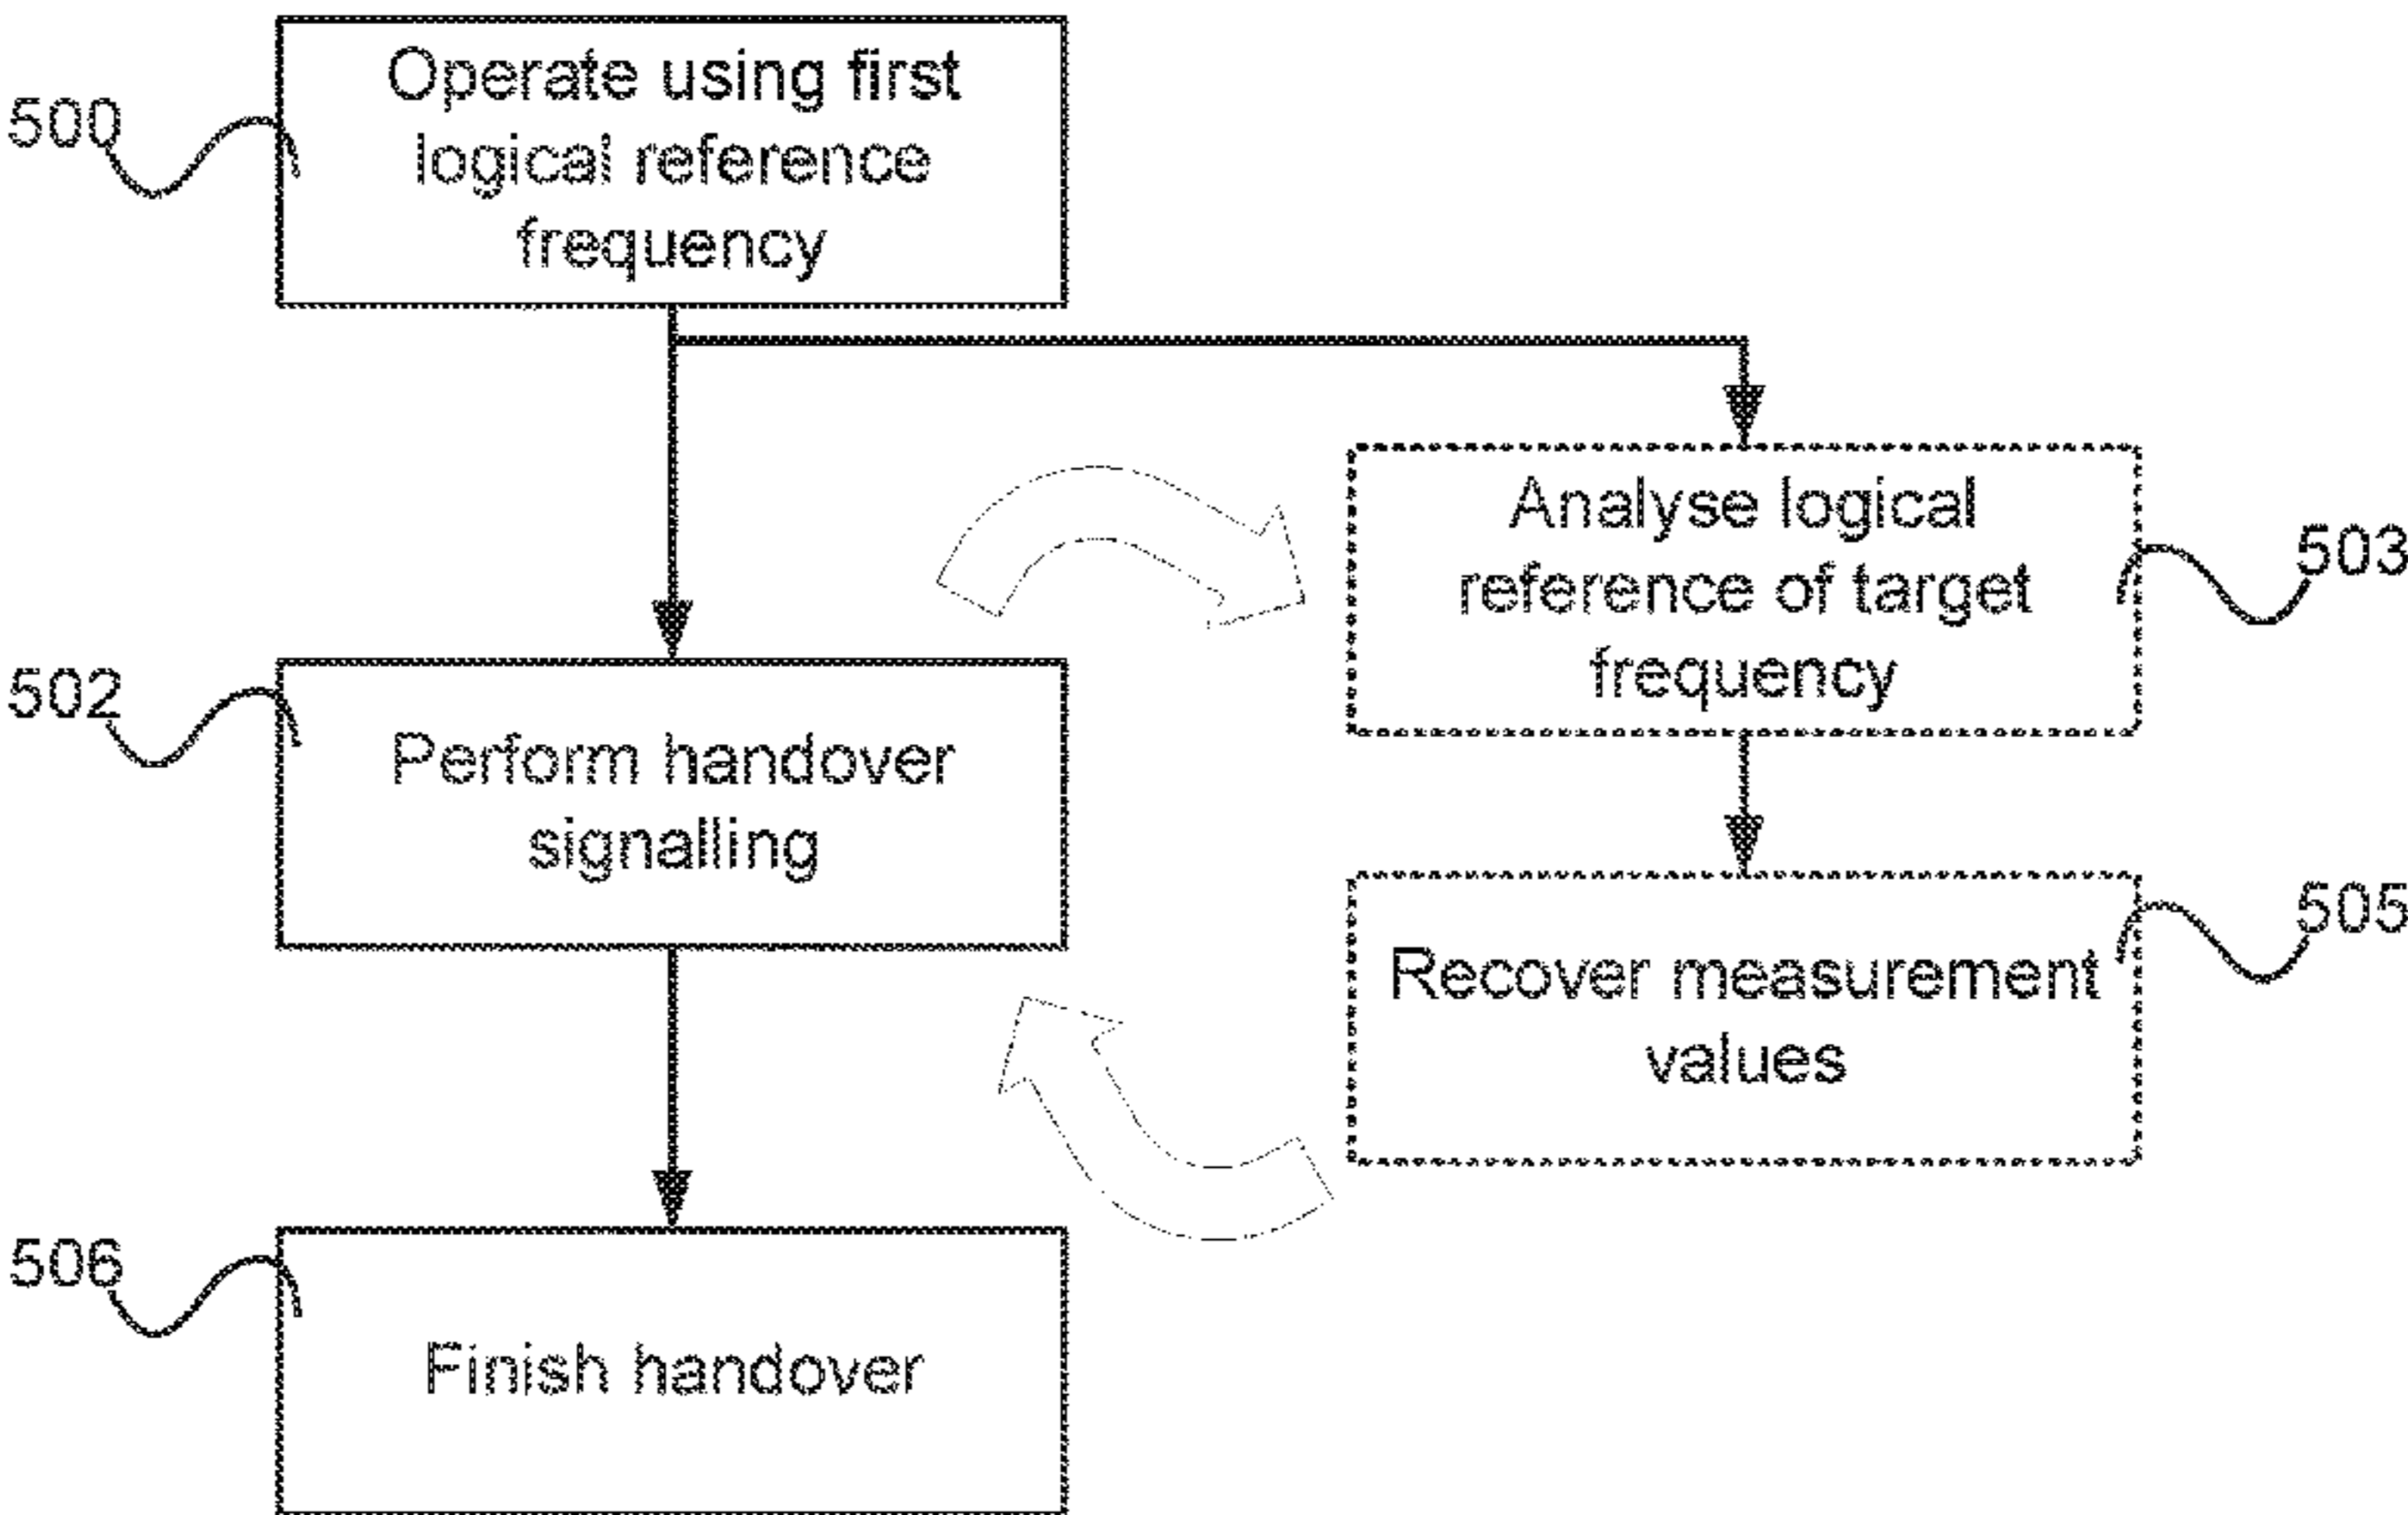 500
Operate using first
logical reference
frequency
Analyse logical
reference of target
frequency
503
502
Perform handover
signalling
Recover measurement
values
505
506
Finish handover